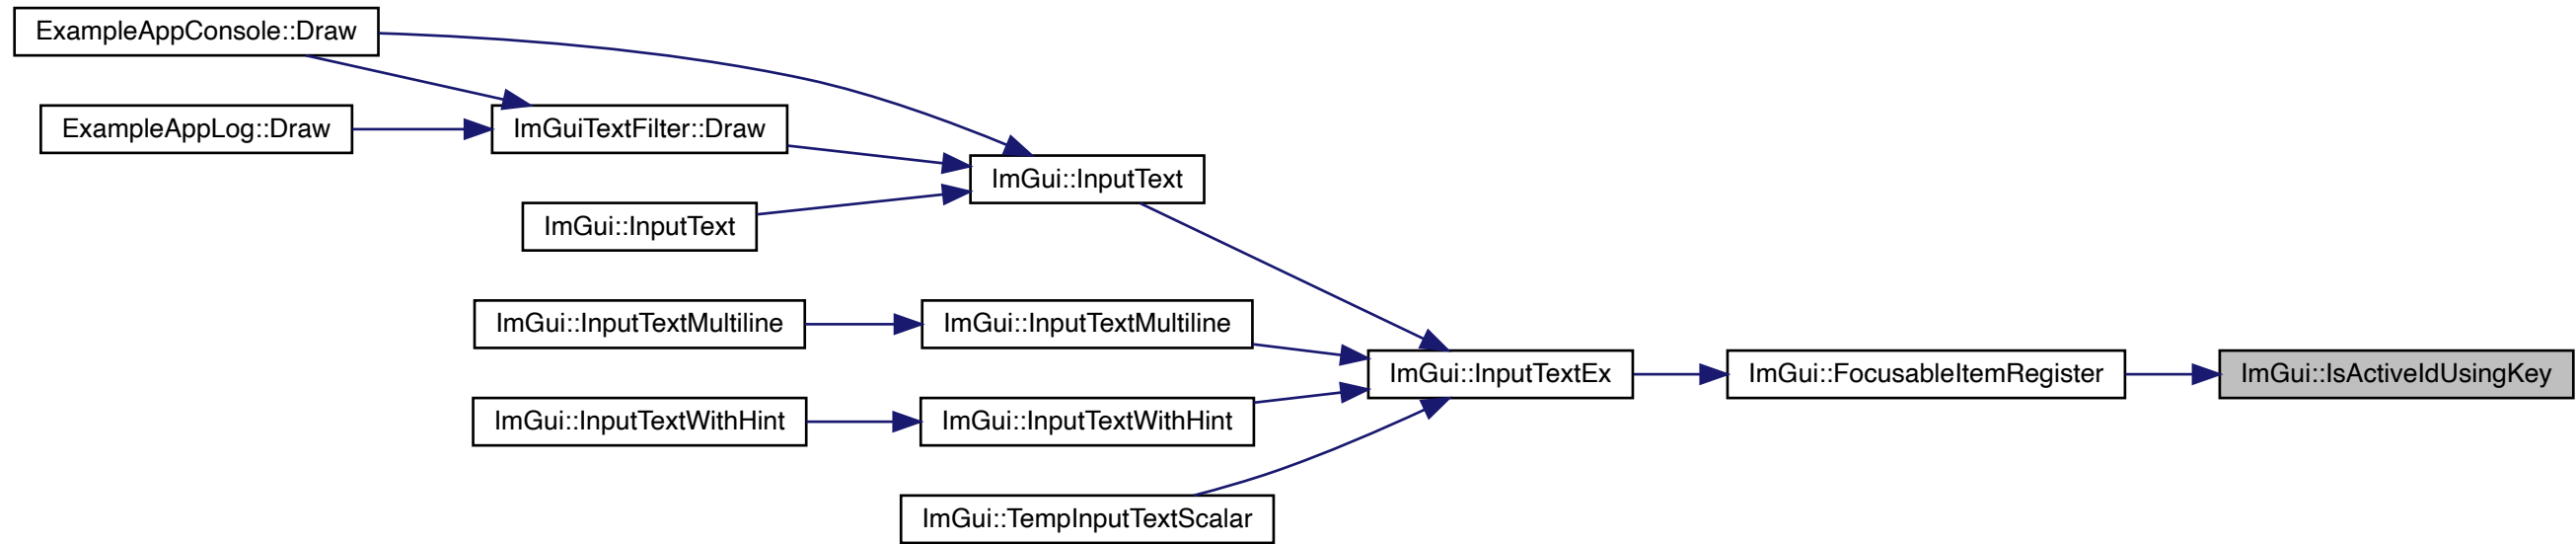 ExampleAppConsole::Draw
ExampleAppLog::Draw
ImGuiTextFilter::Draw
ImGui::InputText
ImGui::InputText
ImGui::InputTextMultiline
ImGui::InputTextMultiline
ImGui::InputTextEx
ImGui::FocusableItemRegister
ImGui::IsActiveIdUsingKey
ImGui::InputTextWithHint
ImGui::InputTextWithHint
ImGui::TempInputTextScalar